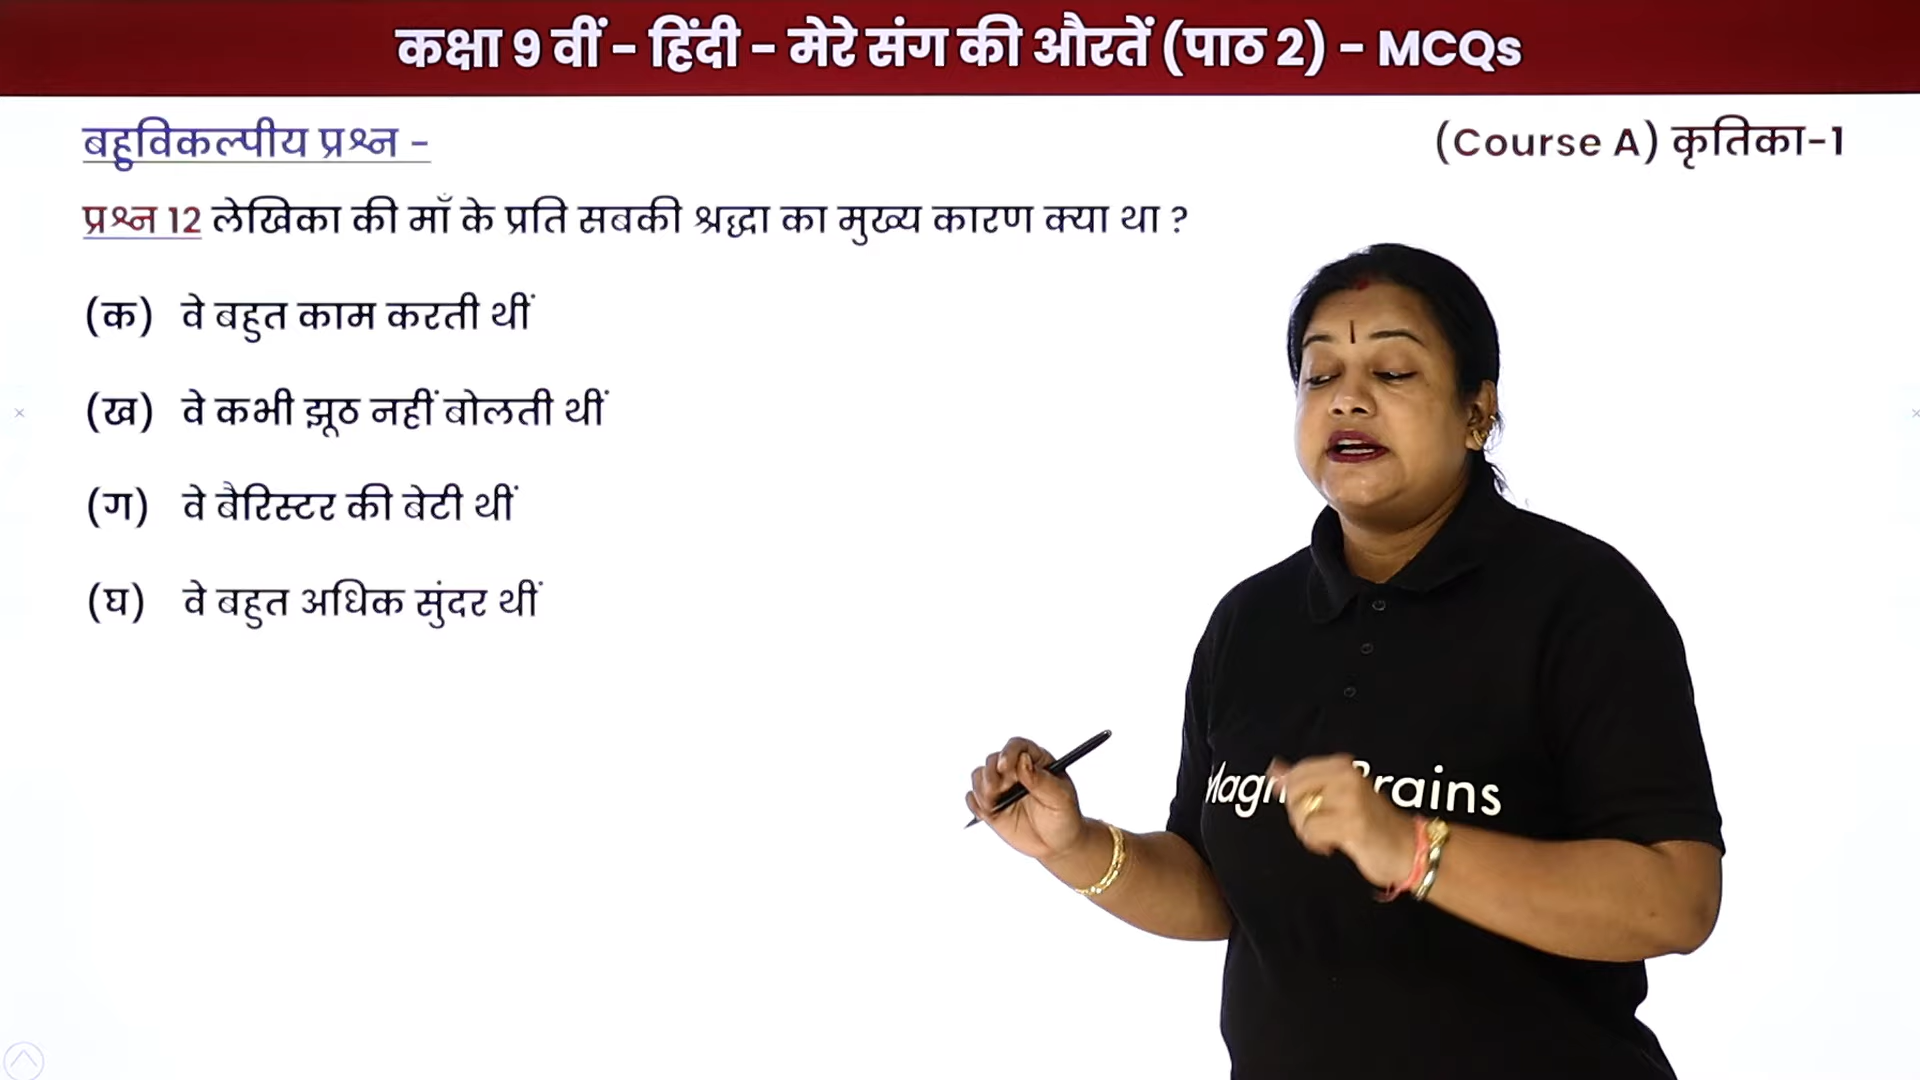 कक्षा 9 वीं - हिंदी - मेरे संग की औरतें (पाठ 2) - MCQs
बहुविकल्पीय प्रश्न -
(Course A) कृतिका-1
प्रश्न 12 लेखिका की माँ के प्रति सबकी श्रद्धा का मुख्य कारण क्या था ?
(क) वे बहुत काम करती थीं
(ख) वे कभी झूठ नहीं बोलती थीं
(ग) वे बैरिस्टर की बेटी थीं
(घ) वे बहुत अधिक सुंदर थीं